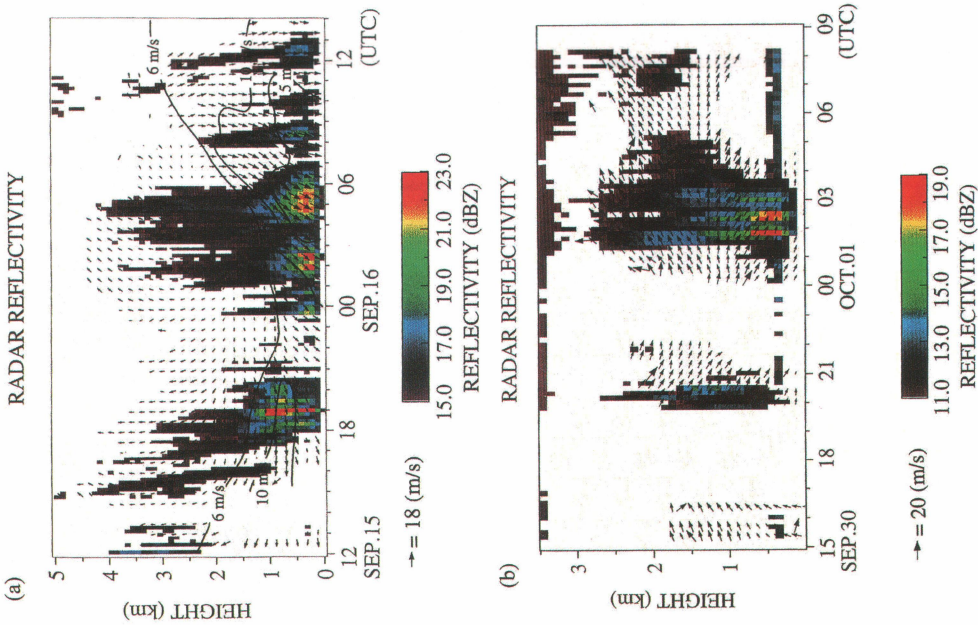 (a)
RADAR REFLECTIVITY
HEIGHT (km)
5
4
3
2
1
0
6 m/s
10 m
6 m/s
5 m
12
18
00
06
12
SEP.15
SEP.16
(UTC)
= 18 (m/s)
15.0
17.0
19.0
21.0
23.0
REFLECTIVITY (dBZ)
(b)
RADAR REFLECTIVITY
HEIGHT (km)
3
2
1
15
18
21
00
03
06
09
SEP.30
OCT.01
(UTC)
= 20 (m/s)
11.0
13.0
15.0
17.0
19.0
REFLECTIVITY (dBZ)